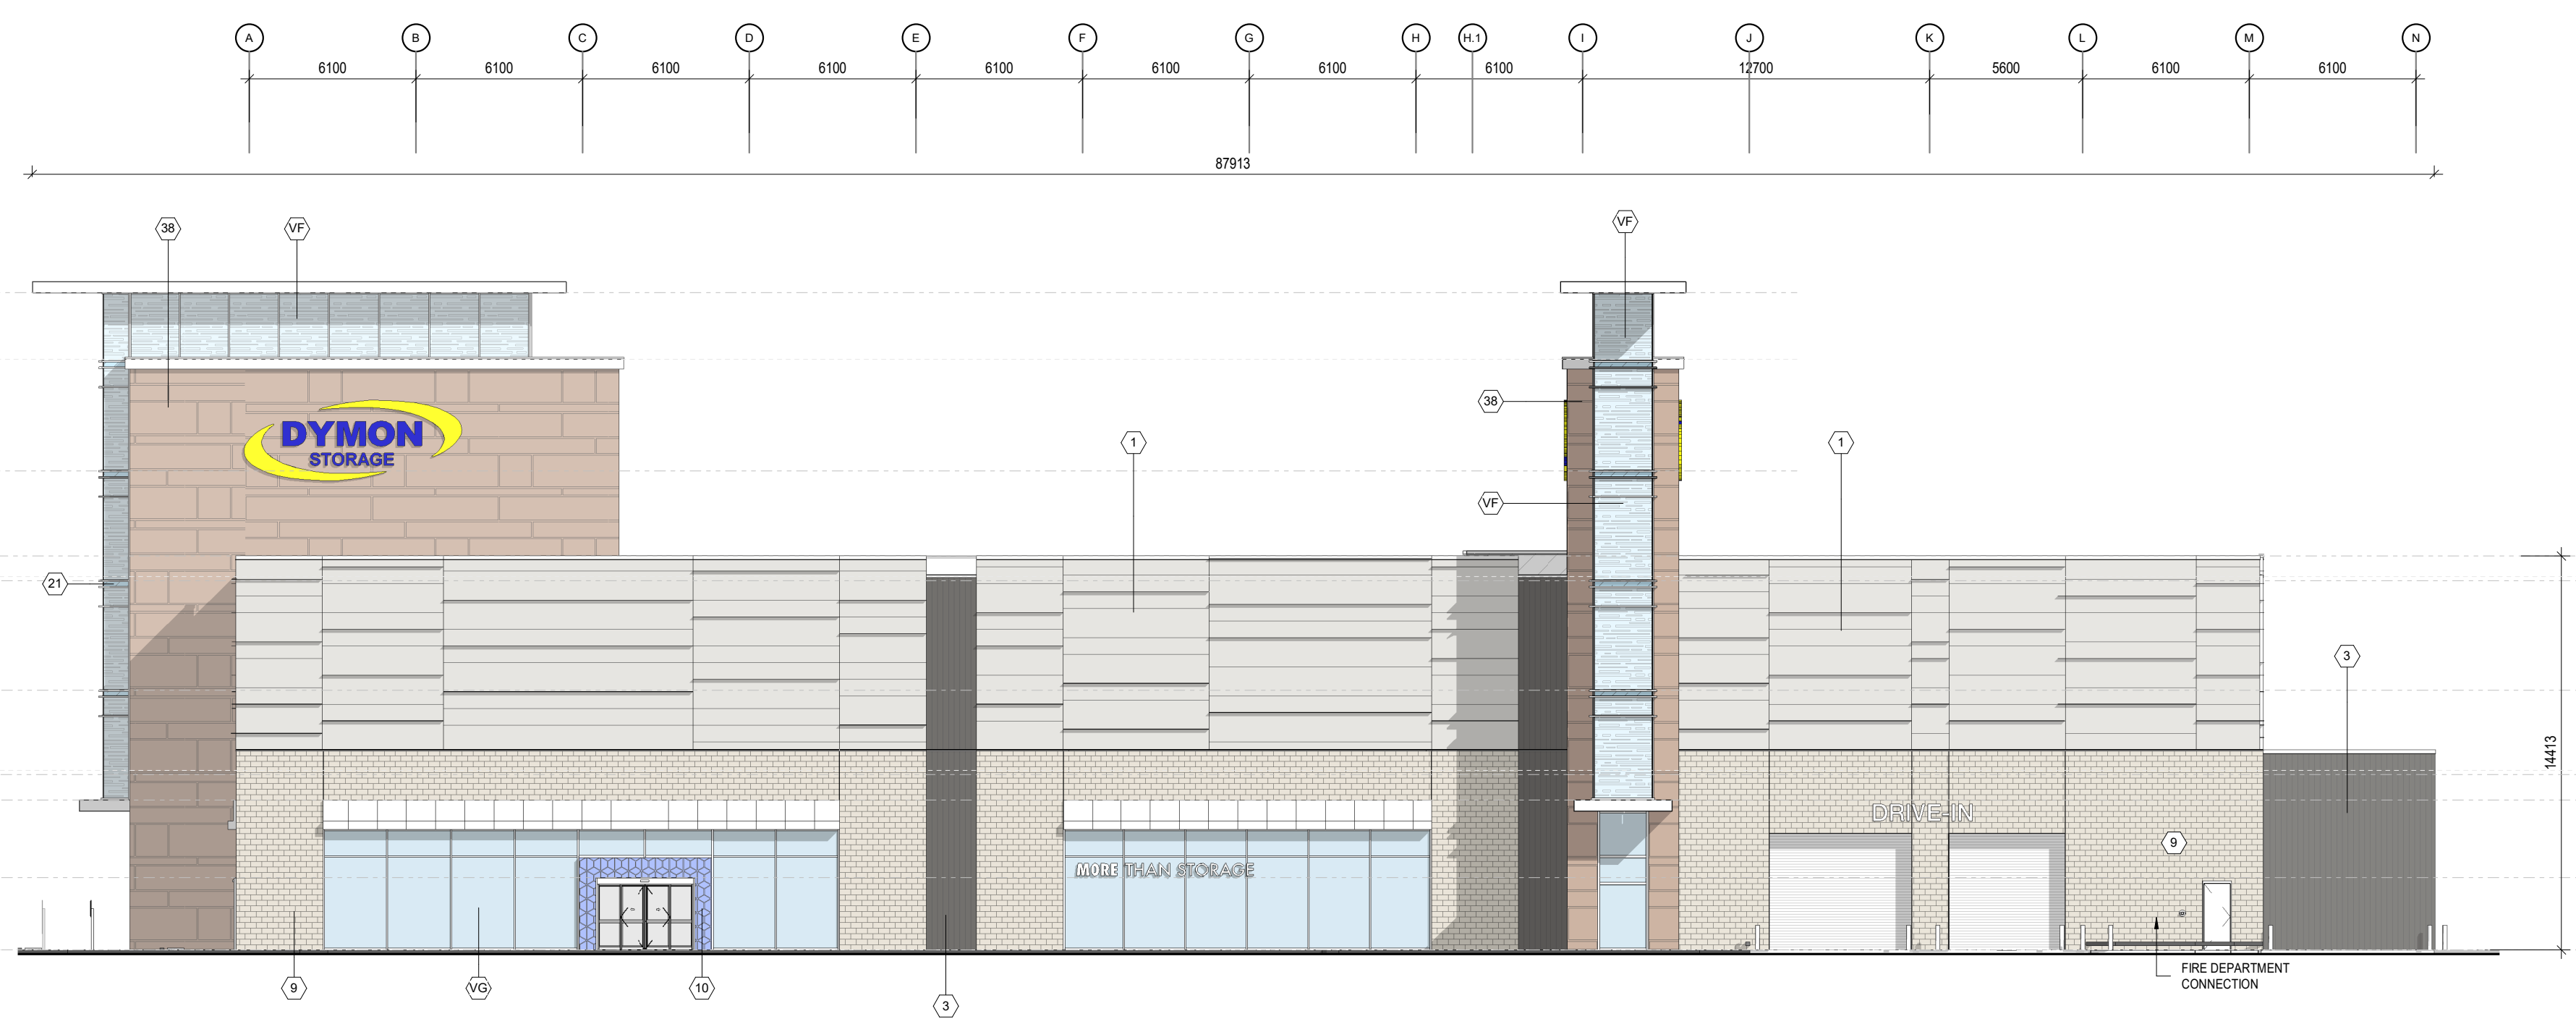 A B C D E F G H H.1 I J K L M N
6100 6100 6100 6100 6100 6100 6100 6100 12700 5600 6100 6100
87913
38 VF VF
38
DYMON
STORAGE
1 1
VF
21
3
14413
DRIVE-IN
9
MORE THAN STORAGE
FIRE DEPARTMENT
CONNECTION
9 VG 10 3